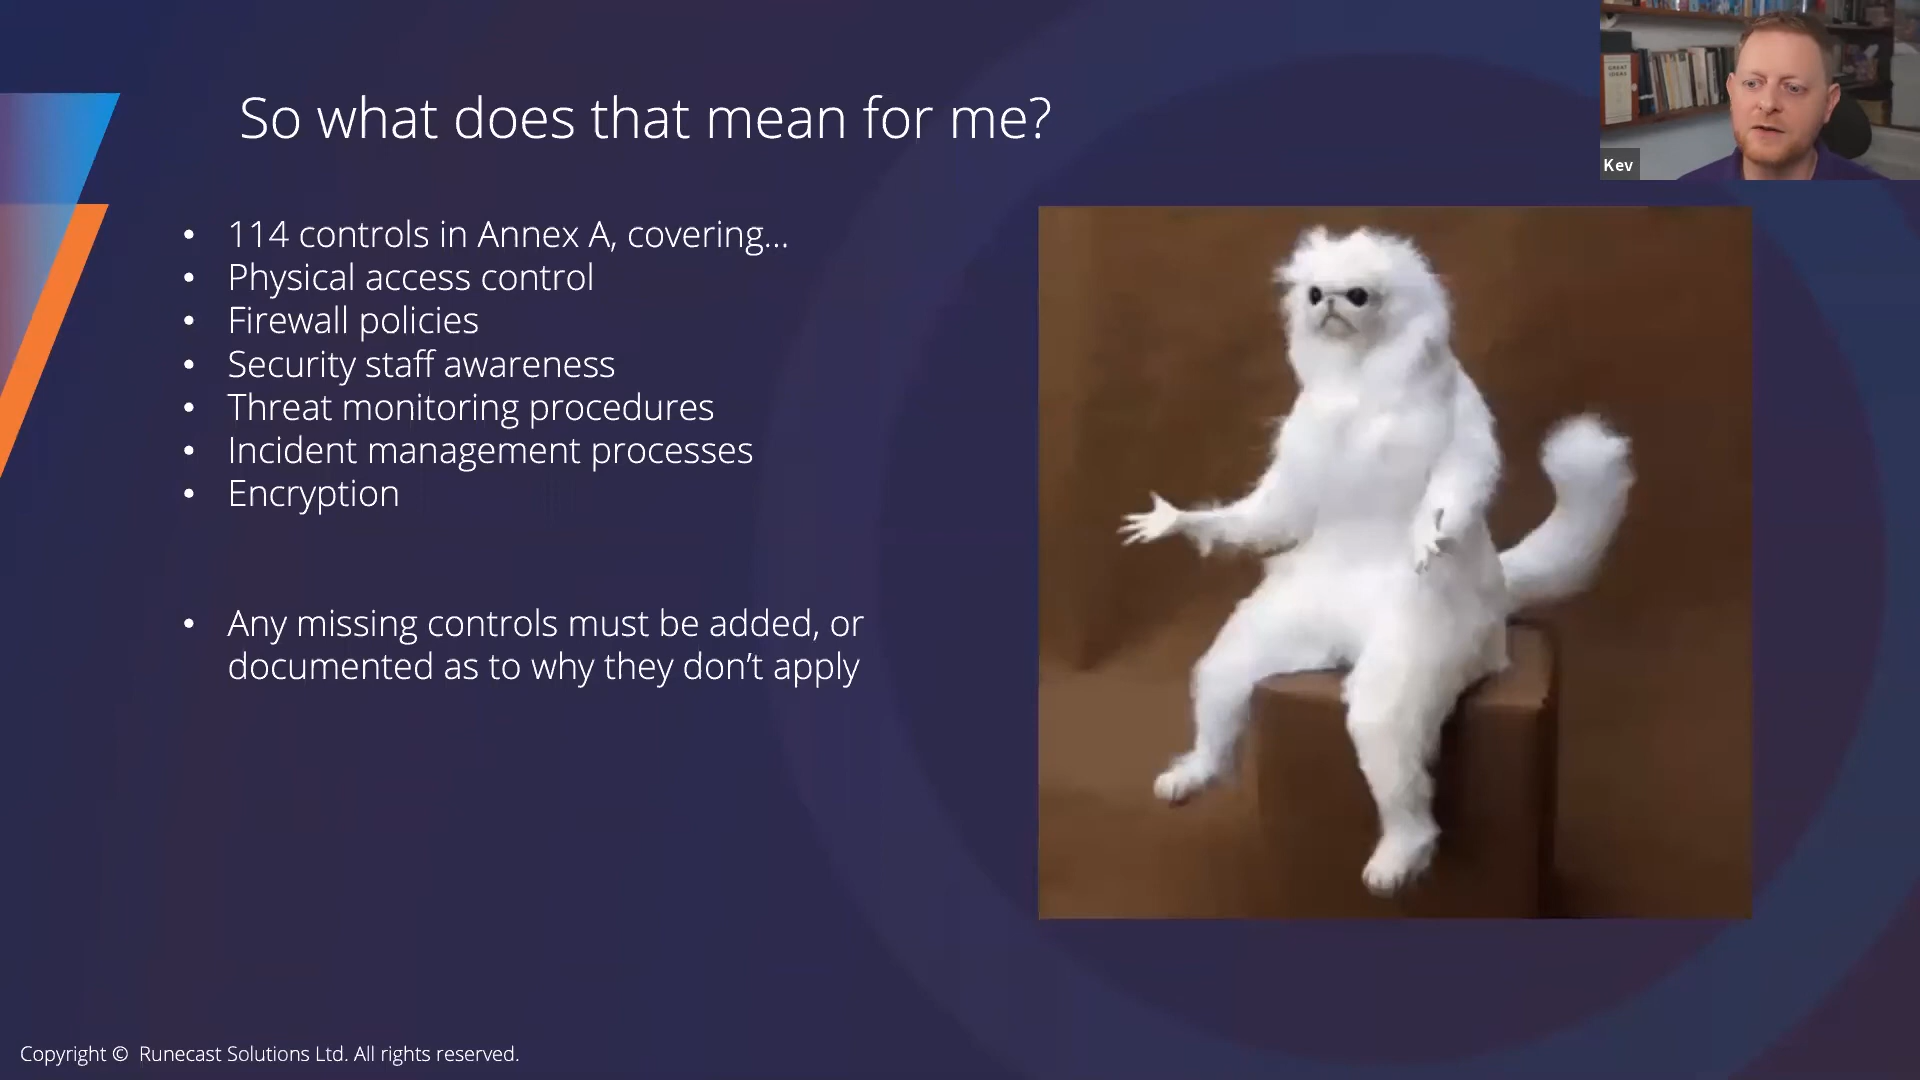 So what does that mean for me?
• 114 controls in Annex A, covering...
• Physical access control
• Firewall policies
• Security staff awareness
• Threat monitoring procedures
• Incident management processes
• Encryption
• Any missing controls must be added, or
documented as to why they don't apply
Kev
GREAT
IDEAS
Copyright © Runecast Solutions Ltd. All rights reserved.